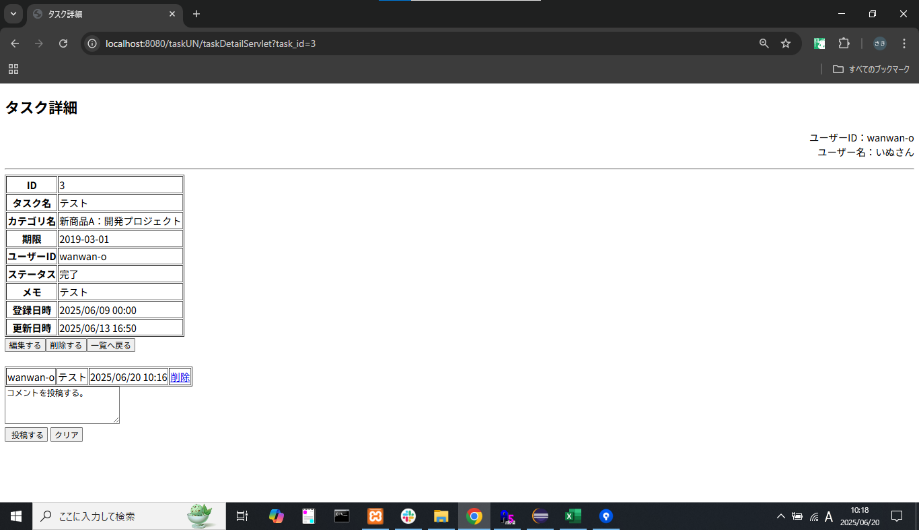 タスク詳細
localhost:8080/taskUN/taskDetailServlet?task_id=3
すべてのブックマーク
タスク詳細
ユーザーID：wanwan-o
ユーザー名：いぬさん
ID 3
タスク名 テスト
カテゴリ名 新商品A：開発プロジェクト
期限 2019-03-01
ユーザーID wanwan-o
ステータス 完了
メモ テスト
登録日時 2025/06/09 00:00
更新日時 2025/06/13 16:50
編集する 削除する 一覧へ戻る
wanwan-o テスト 2025/06/20 10:16 削除
コメントを投稿する。
投稿する クリア
ここに入力して検索
A
10:18
2025/06/20